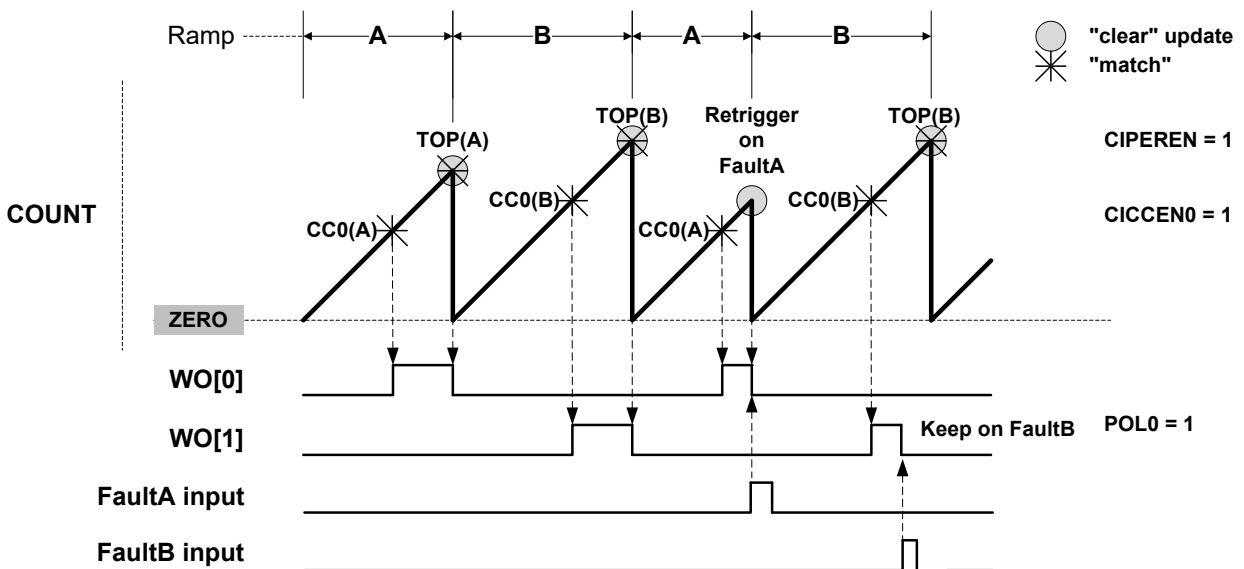 Ramp A B A B
"clear" update
"match"
TOP(A)
TOP(B)
Retrigger
on
FaultA
TOP(B)
CIPEREN = 1
COUNT
CC0(A)
CC0(B)
CC0(A)
CC0(B)
CICCEN0 = 1
ZERO
WO[0]
WO[1]
Keep on FaultB
POL0 = 1
FaultA input
FaultB input